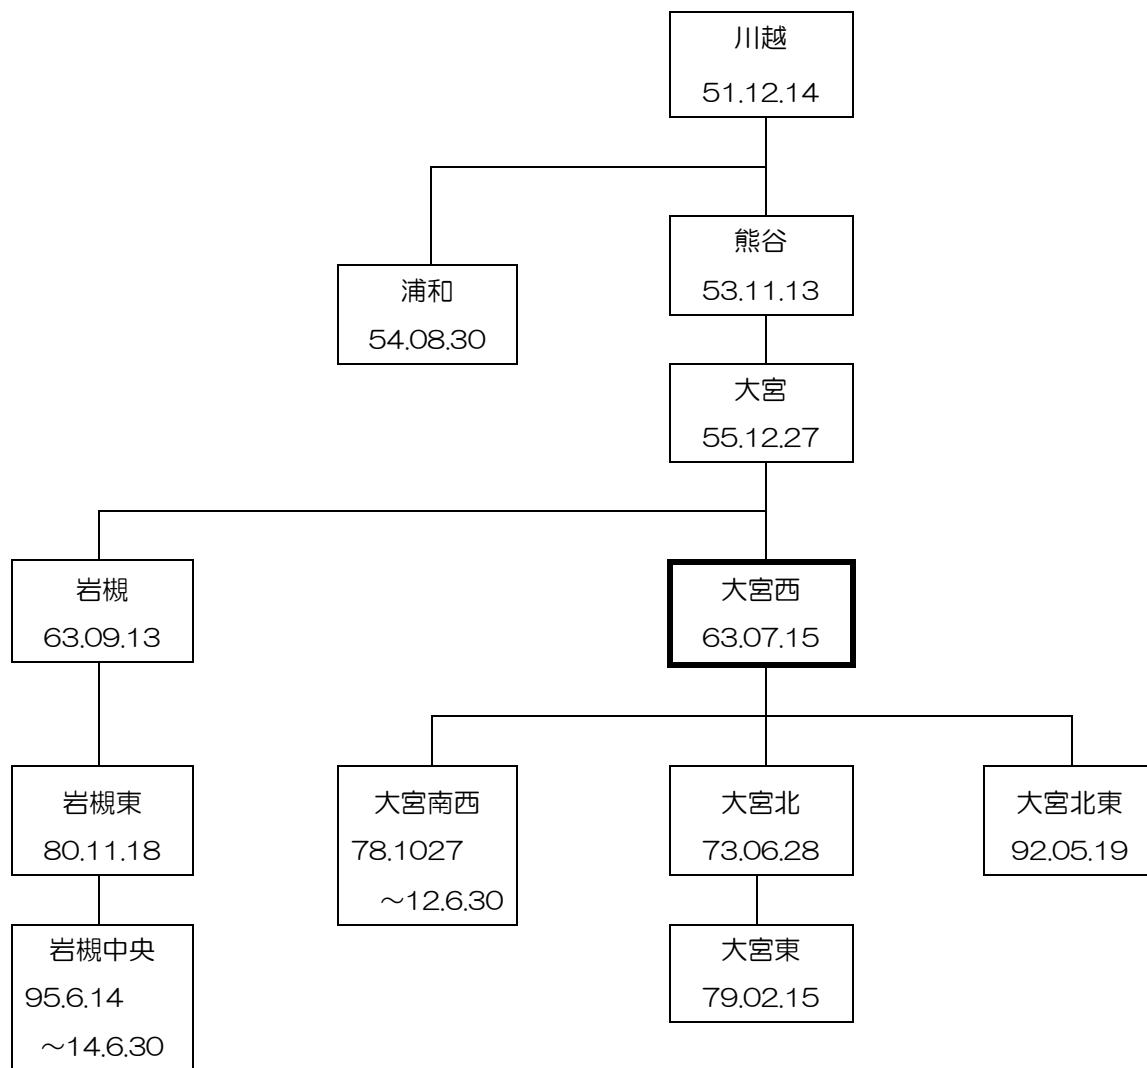 川越
51.12.14
熊谷
53.11.13
浦和
54.08.30
大宮
55.12.27
岩槻
63.09.13
大宮西
63.07.15
岩槻東
80.11.18
大宮南西
78.1027
～12.6.30
大宮北
73.06.28
大宮北東
92.05.19
岩槻中央
95.6.14
～14.6.30
大宮東
79.02.15